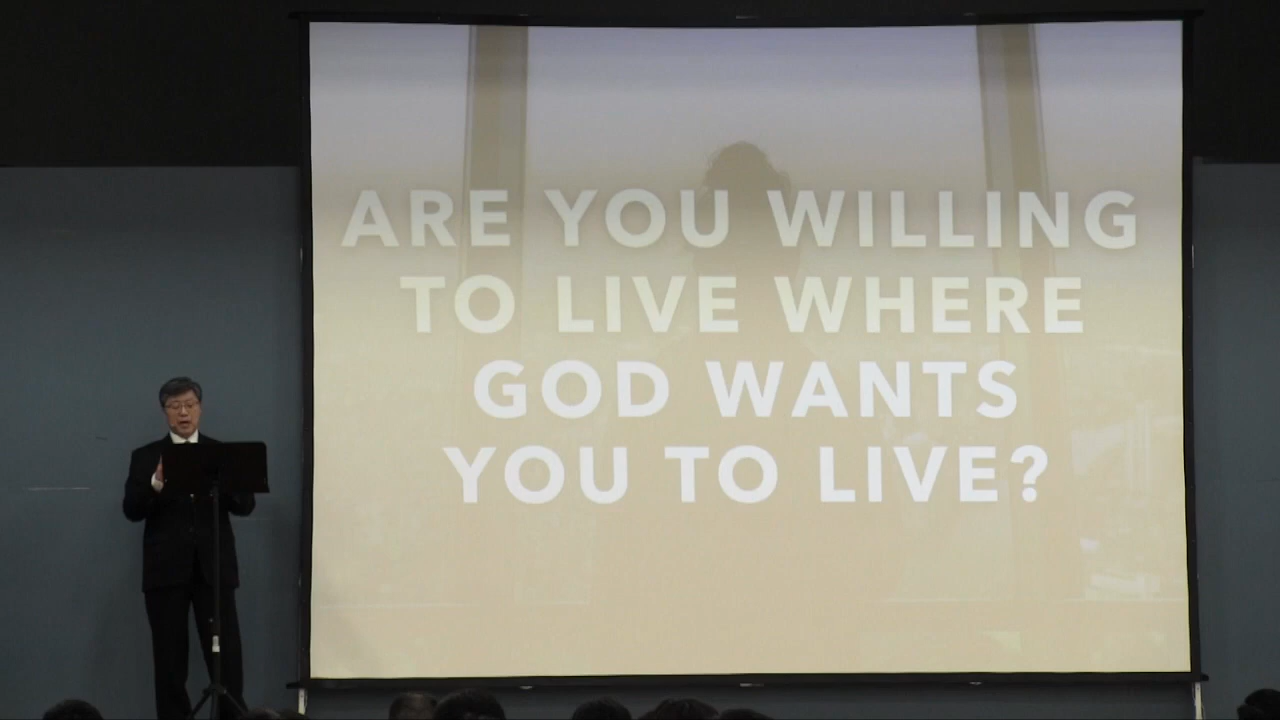 ARE YOU WILLING
TO LIVE WHERE
GOD WANTS
YOU TO LIVE?